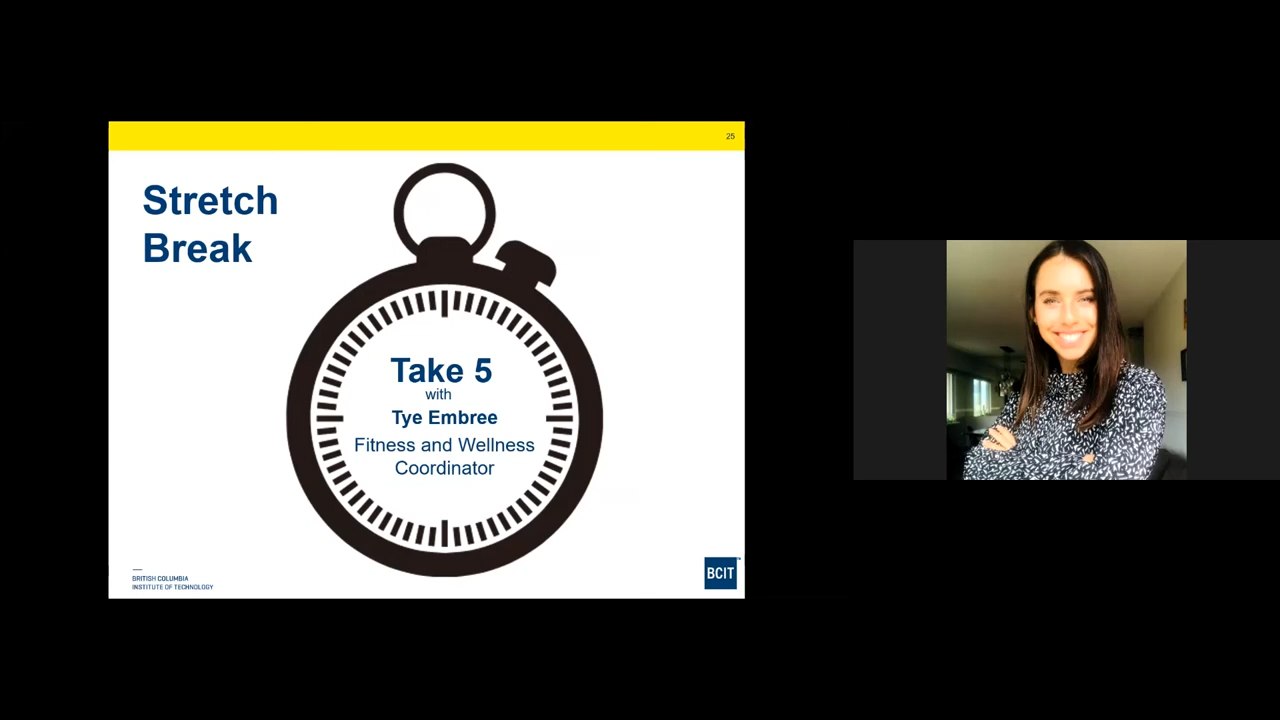 25
Stretch
Break
Take 5
with
Tye Embree
Fitness and Wellness
Coordinator
BRITISH COLUMBIA
INSTITUTE OF TECHNOLOGY
BCIT